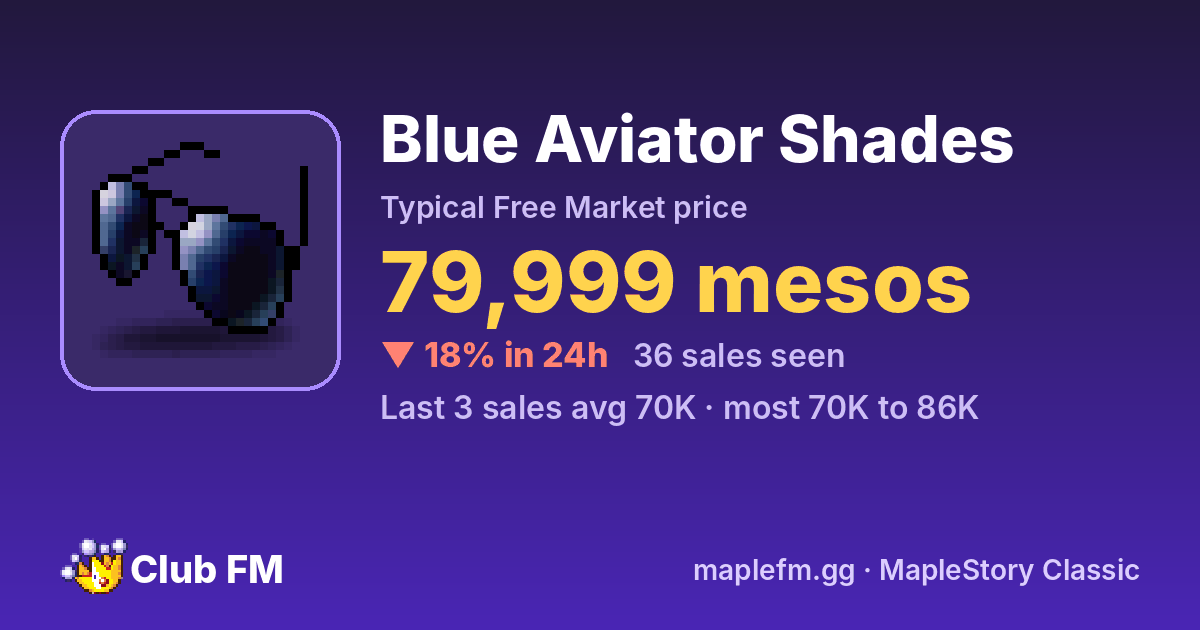 Blue Aviator Shades
Typical Free Market price
79,999 mesos
▼ 18% in 24h 36 sales seen
Last 3 sales avg 70K · most 70K to 86K
Club FM
maplefm.gg · MapleStory Classic